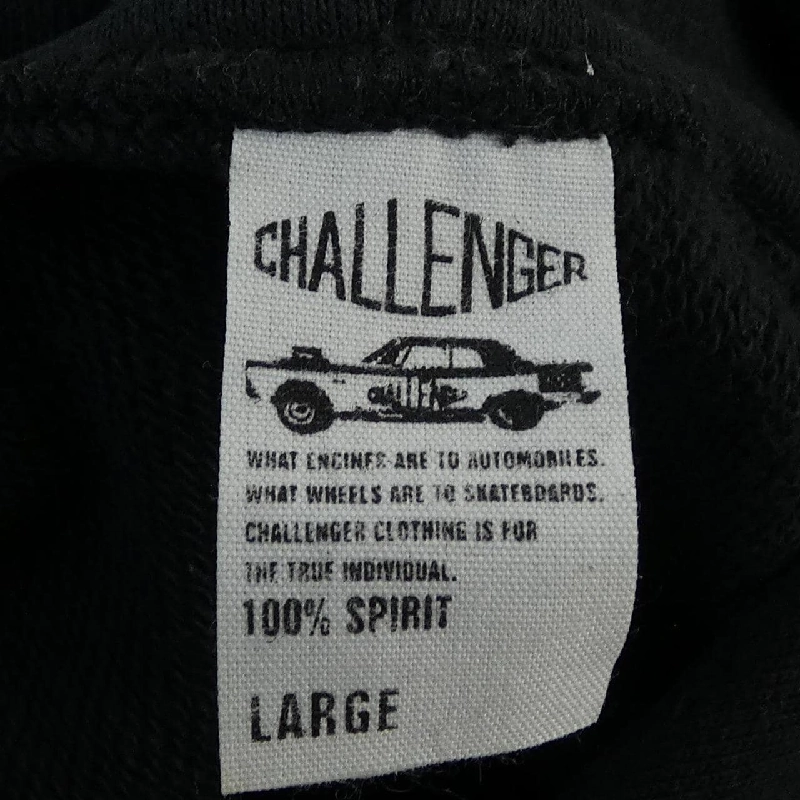 CHALLENGER
WHAT ENGINES ARE TO AUTOMOBILES.
WHAT WHEELS ARE TO SKATEBOARDS.
CHALLENGER CLOTHING IS FOR
THE TRUE INDIVIDUAL.
100% SPIRIT
LARGE